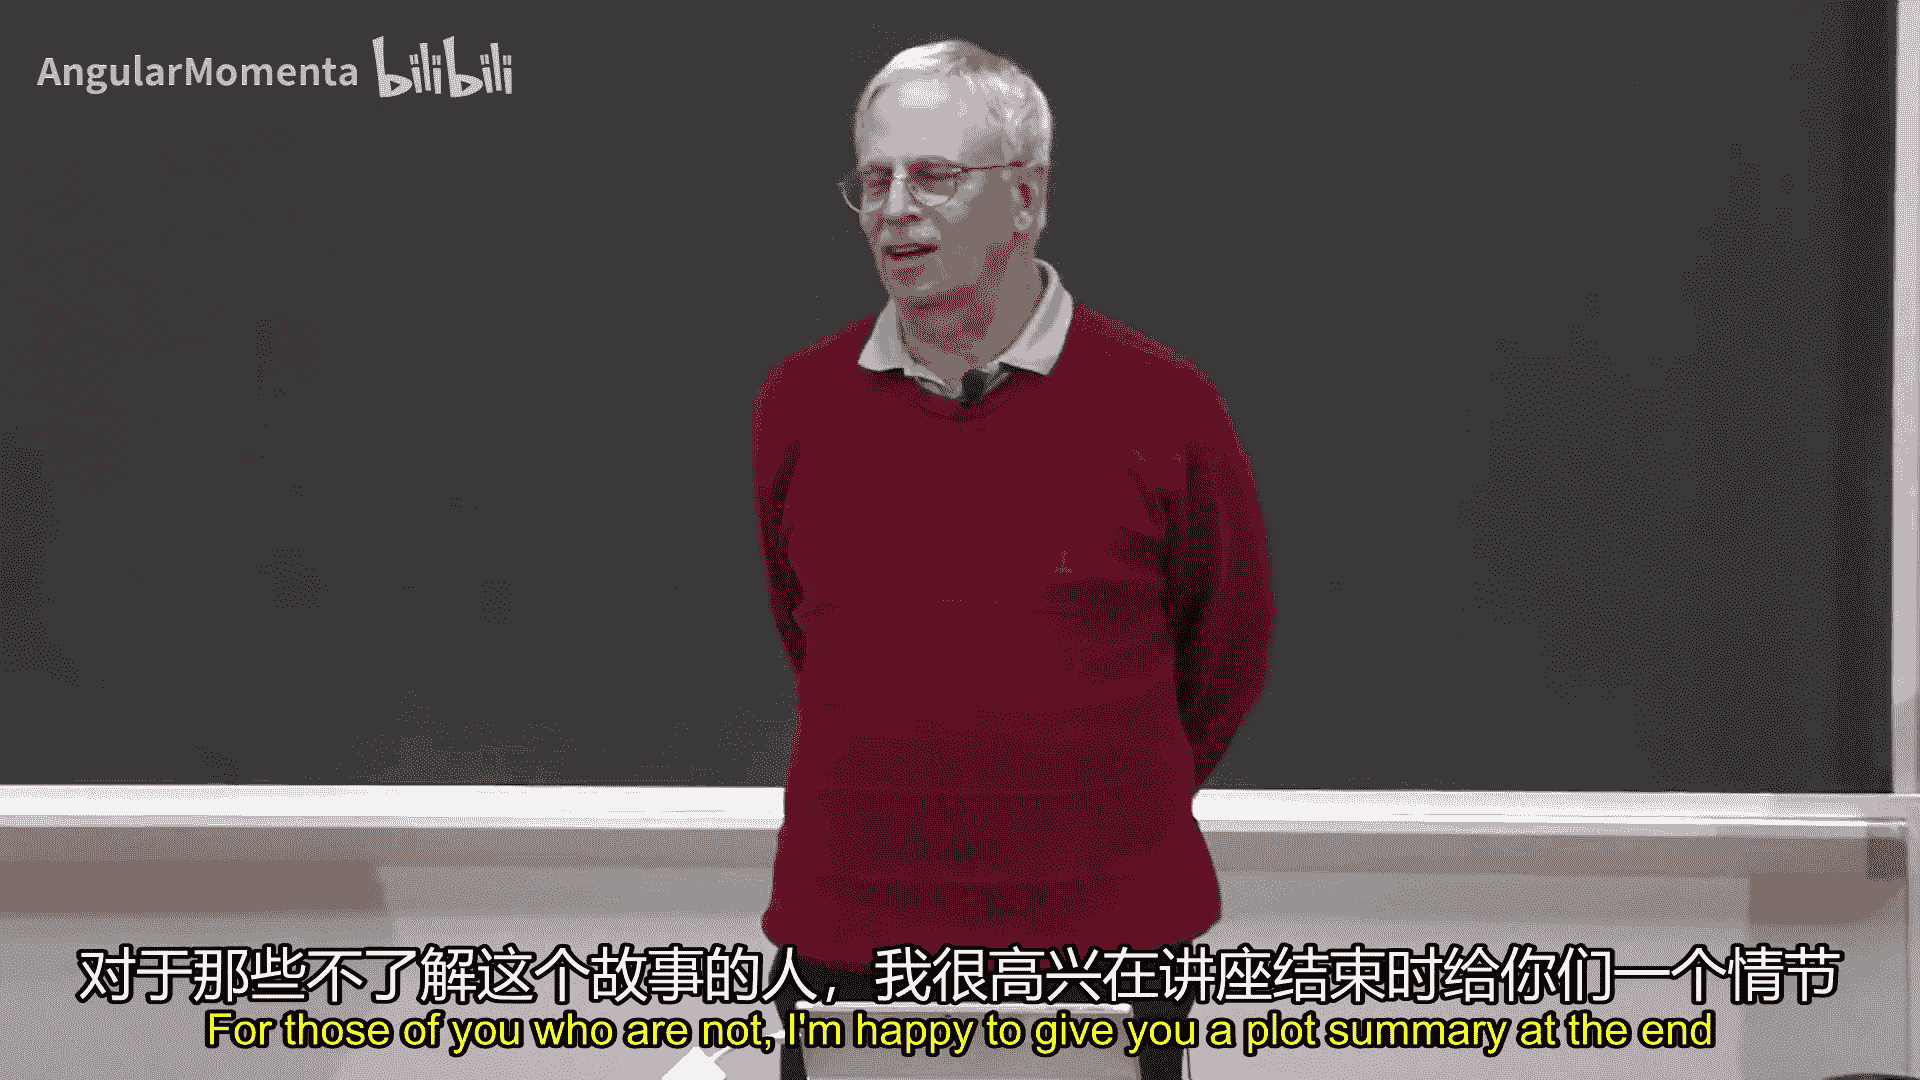 AngularMomenta bilibili
对于那些不了解这个故事的人，我很高兴在讲座结束时给你们一个情节
For those of you who are not, I'm happy to give you a plot summary at the end